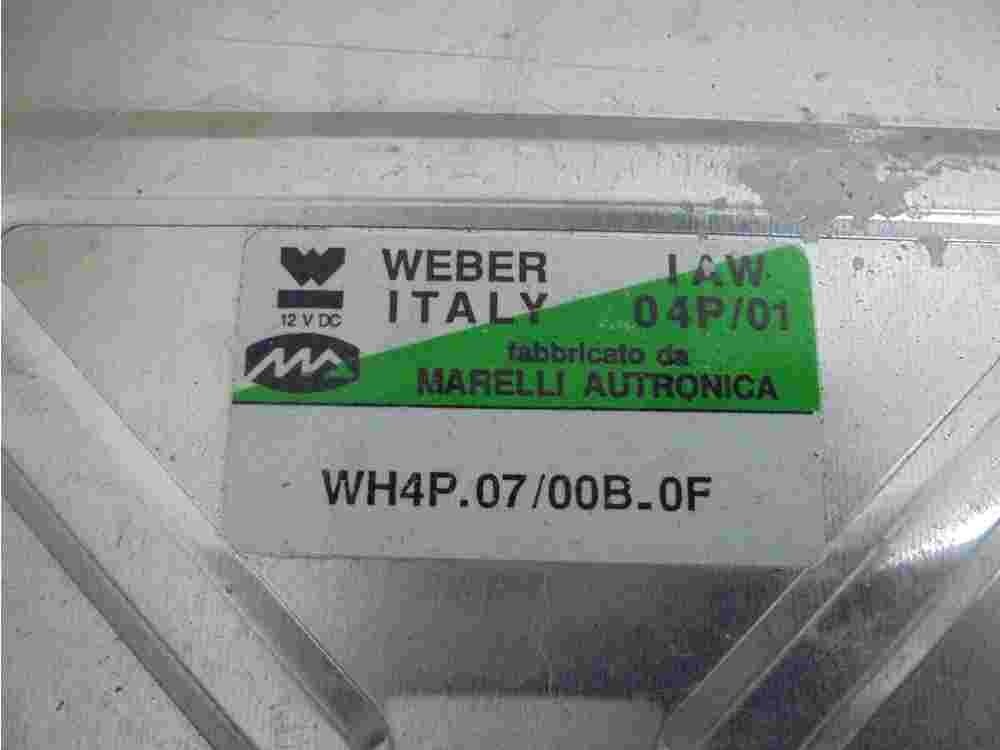 WEBER IAW
ITALY 04P/01
12 V DC
fabbricato da
MARELLI AUTRONICA
WH4P.07/00B-0F